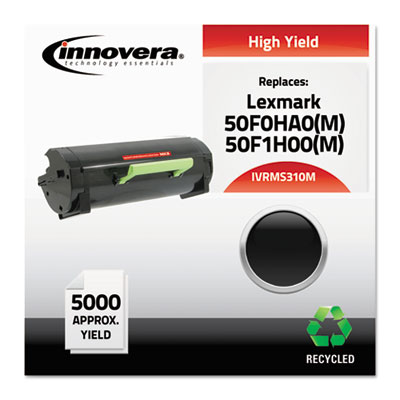 innovera
technology essentials
High Yield
Replaces:
Lexmark
50F0HA0(M)
50F1H00(M)
IVRMS310M
5000
APPROX.
YIELD
RECYCLED